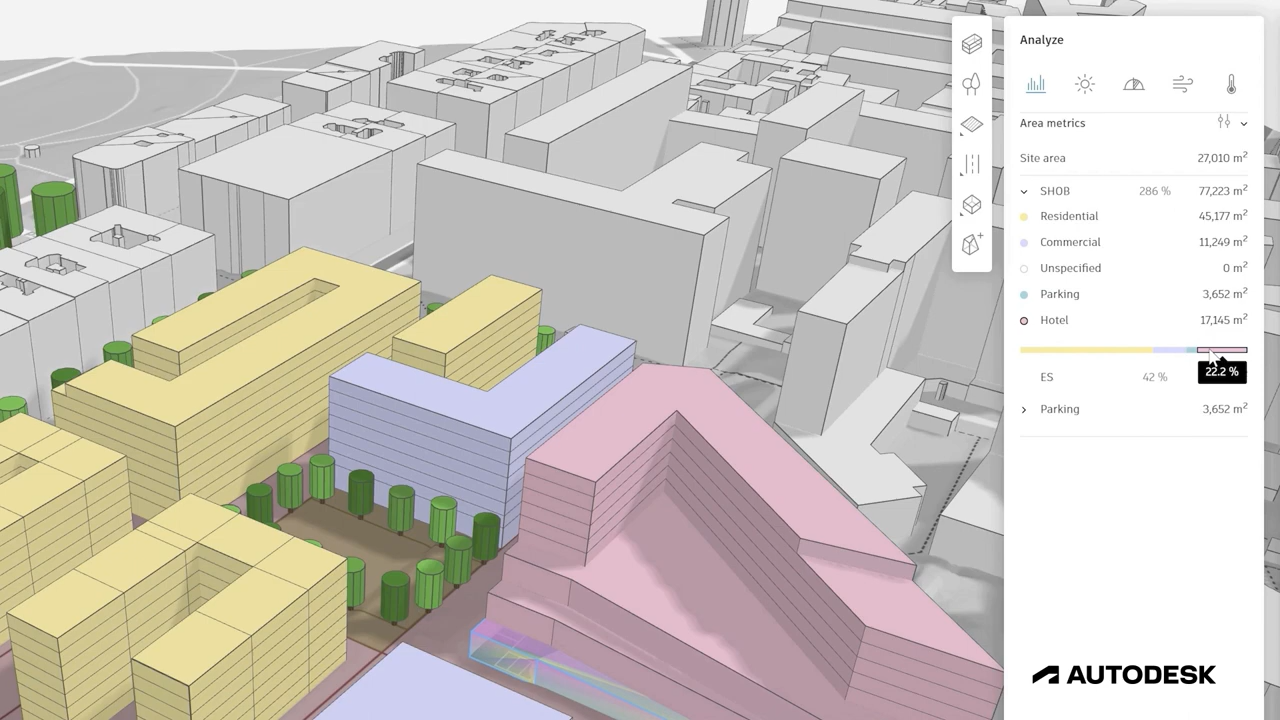 Analyze
Area metrics
Site area 27,010 m²
SHOB 286 % 77,223 m²
Residential 45,177 m²
Commercial 11,249 m²
Unspecified 0 m²
Parking 3,652 m²
Hotel 17,145 m²
22.2 %
ES 42 %
Parking 3,652 m²
AUTODESK